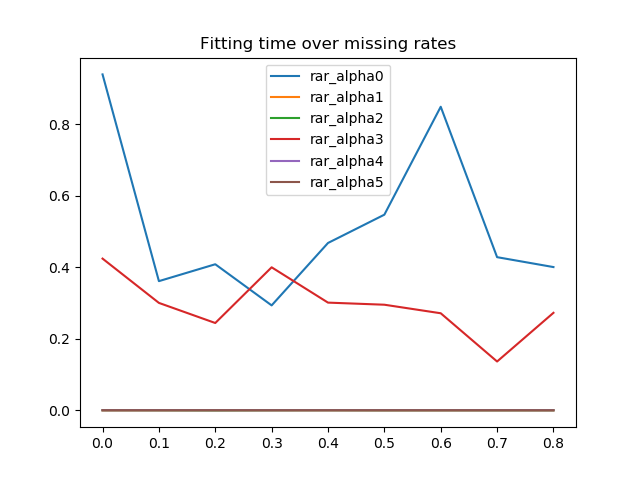 Fitting time over missing rates
rar_alpha0
rar_alpha1
rar_alpha2
rar_alpha3
rar_alpha4
rar_alpha5
0.8
0.6
0.4
0.2
0.0
0.0 0.1 0.2 0.3 0.4 0.5 0.6 0.7 0.8